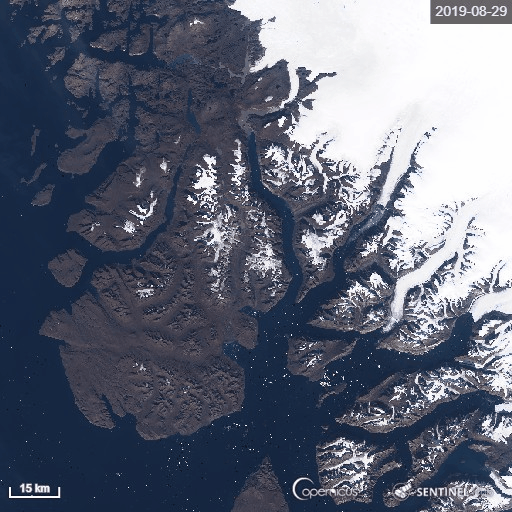 2019-08-29
15 km
Copernicus
SENTINEL